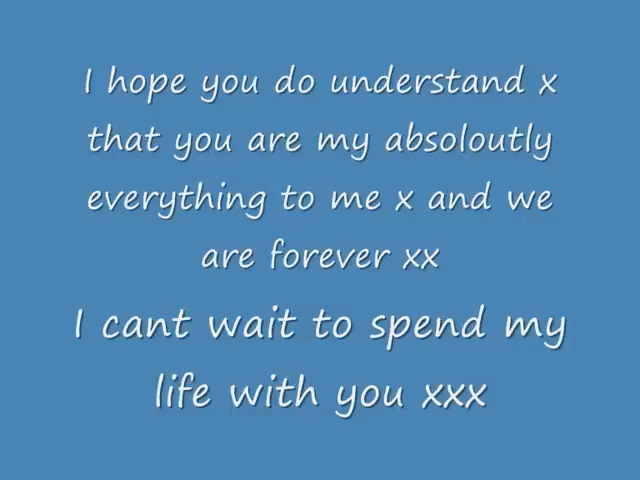 I hope you do understand x
that you are my absoloutly
everything to me x and we
are forever xx
I cant wait to spend my
life with you xxx